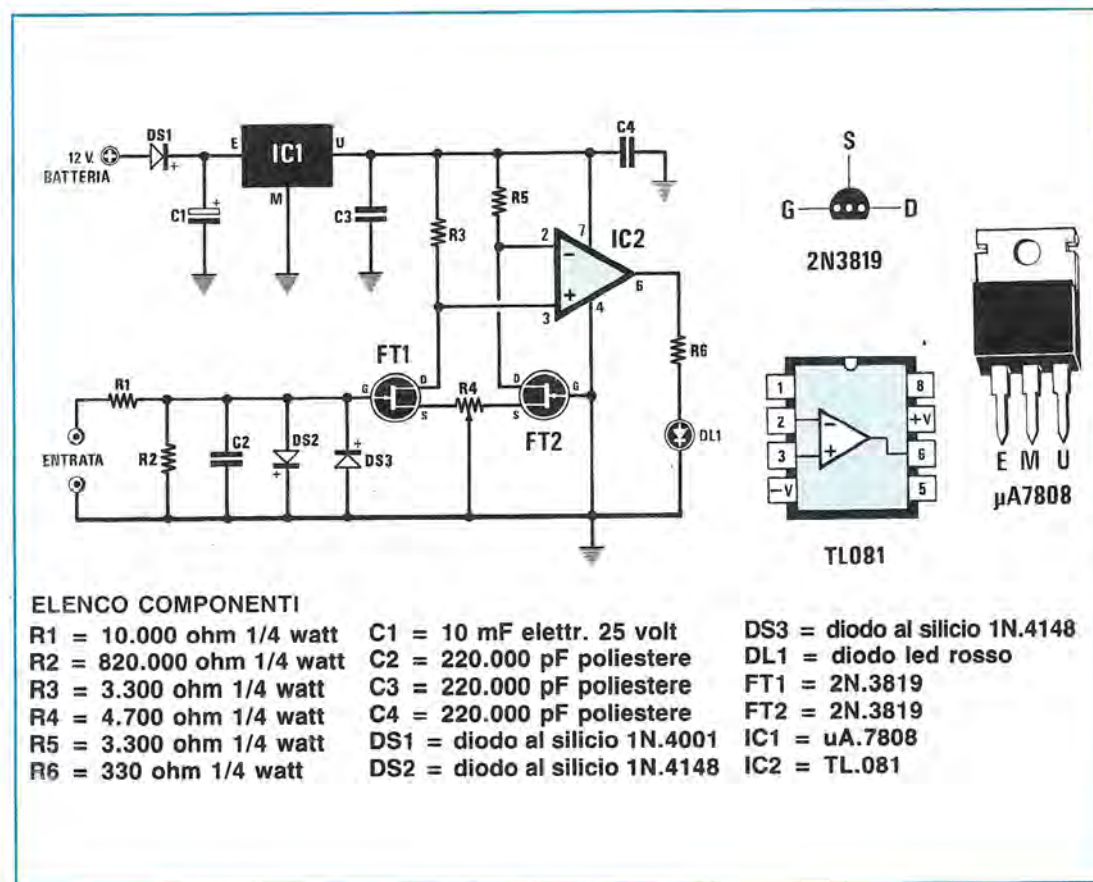 DS1
12 V.
BATTERIA
E
IC1
U
M
C1
+
C3
C4
R3
R5
2
7
IC2
3
4
6
R6
DL1
FT1
FT2
G
D
S
R4
D
S
G
R1
ENTRATA
R2
C2
DS2
DS3
S
G
D
2N3819
E M U
µA7808
1
2
3
-V
8
+V
6
5
TL081
ELENCO COMPONENTI
R1 = 10.000 ohm 1/4 watt
R2 = 820.000 ohm 1/4 watt
R3 = 3.300 ohm 1/4 watt
R4 = 4.700 ohm 1/4 watt
R5 = 3.300 ohm 1/4 watt
R6 = 330 ohm 1/4 watt
C1 = 10 mF elettr. 25 volt
C2 = 220.000 pF poliestere
C3 = 220.000 pF poliestere
C4 = 220.000 pF poliestere
DS1 = diodo al silicio 1N.4001
DS2 = diodo al silicio 1N.4148
DS3 = diodo al silicio 1N.4148
DL1 = diodo led rosso
FT1 = 2N.3819
FT2 = 2N.3819
IC1 = uA.7808
IC2 = TL.081